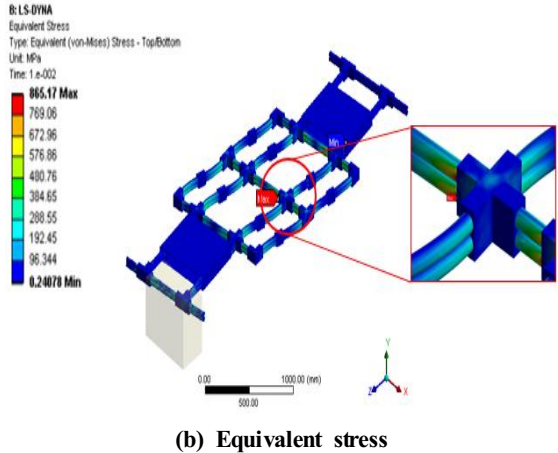 B: LS-DYNA
Equivalent Stress
Type: Equivalent (von-Mises) Stress - Top/Bottom
Unit: MPa
Time: 1.e-002
865.17 Max
769.06
672.96
576.86
480.76
384.65
288.55
192.45
96.344
0.24078 Min
Min
Max
0.00
1000.00 (mm)
500.00
Y
Z
X
(b) Equivalent stress